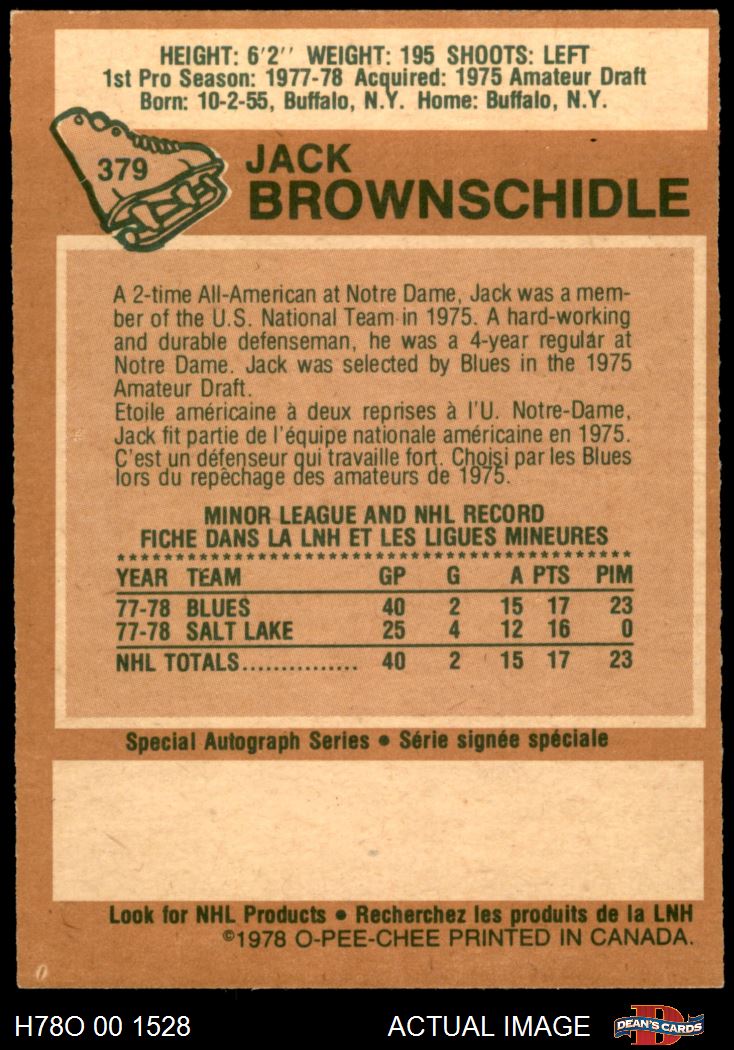 HEIGHT: 6'2'' WEIGHT: 195 SHOOTS: LEFT
1st Pro Season: 1977-78 Acquired: 1975 Amateur Draft
Born: 10-2-55, Buffalo, N.Y. Home: Buffalo, N.Y.
379
JACK
BROWNSCHIDLE
A 2-time All-American at Notre Dame, Jack was a mem-
ber of the U.S. National Team in 1975. A hard-working
and durable defenseman, he was a 4-year regular at
Notre Dame. Jack was selected by Blues in the 1975
Amateur Draft.
Etoile américaine à deux reprises à l'U. Notre-Dame,
Jack fit partie de l'équipe nationale américaine en 1975.
C'est un défenseur qui travaille fort. Choisi par les Blues
lors du repêchage des amateurs de 1975.
MINOR LEAGUE AND NHL RECORD
FICHE DANS LA LNH ET LES LIGUES MINEURES
YEAR TEAM GP G A PTS PIM
77-78 BLUES 40 2 15 17 23
77-78 SALT LAKE 25 4 12 16 0
NHL TOTALS............... 40 2 15 17 23
Special Autograph Series • Série signée spéciale
Look for NHL Products • Recherchez les produits de la LNH
©1978 O-PEE-CHEE PRINTED IN CANADA.
0
H78O 00 1528 ACTUAL IMAGE D DEAN'S CARDS